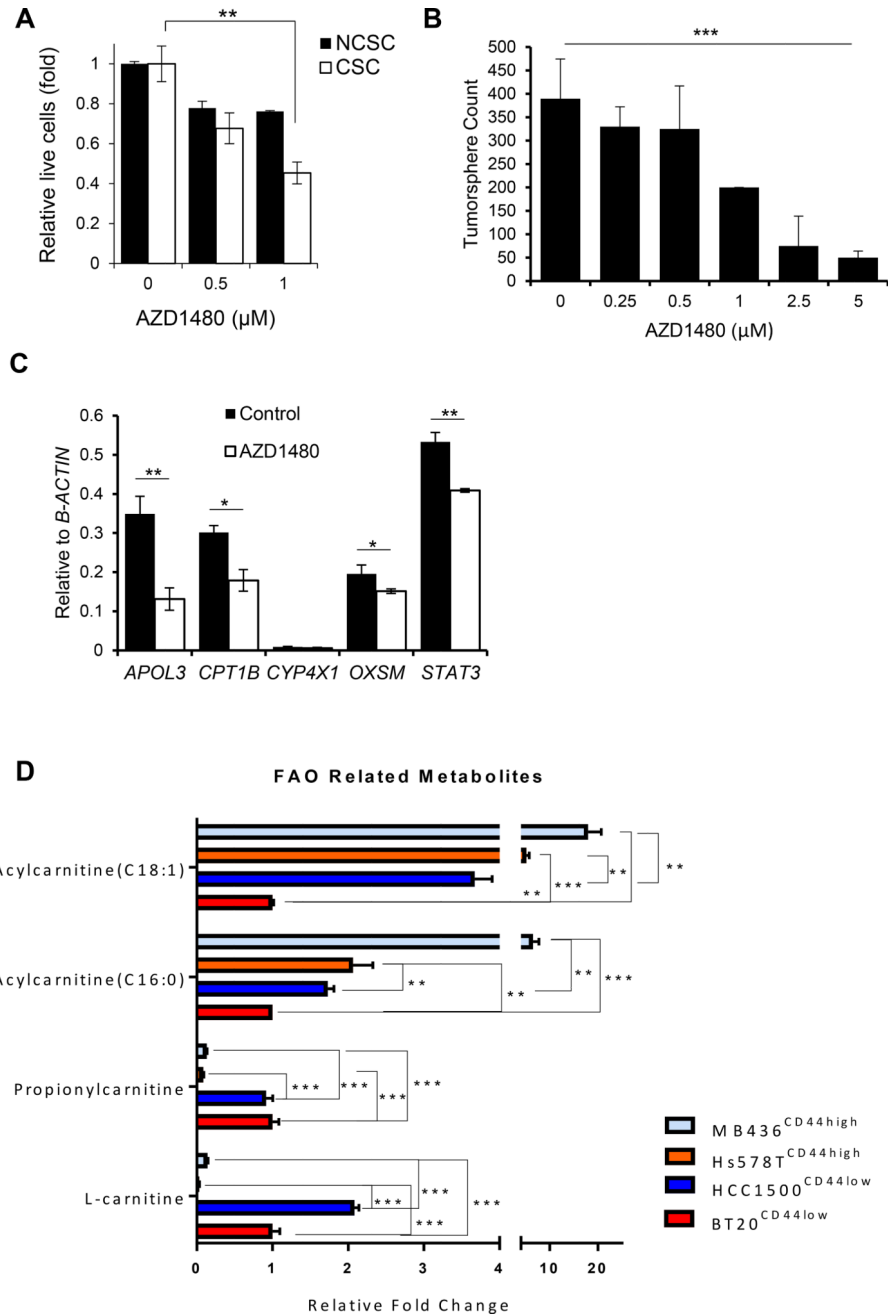 A
**
Relative live cells (fold)
NCSC
CSC
1
0.8
0.6
0.4
0.2
0
0 0.5 1
AZD1480 (µM)
B
***
Tumorsphere Count
500
450
400
350
300
250
200
150
100
50
0
0 0.25 0.5 1 2.5 5
AZD1480 (µM)
C
Control
AZD1480
Relative to B-ACTIN
0.6
0.5
0.4
0.3
0.2
0.1
0
** * * **
APOL3 CPT1B CYP4X1 OXSM STAT3
D
FAO Related Metabolites
Acylcarnitine(C18:1)
** *** ** **
Acylcarnitine(C16:0)
** ** ** ***
Propionylcarnitine
*** *** *** ***
L-carnitine
*** *** *** ***
0 1 2 3 4 10 20
Relative Fold Change
MB436CD44high
Hs578TCD44high
HCC1500CD44low
BT20CD44low